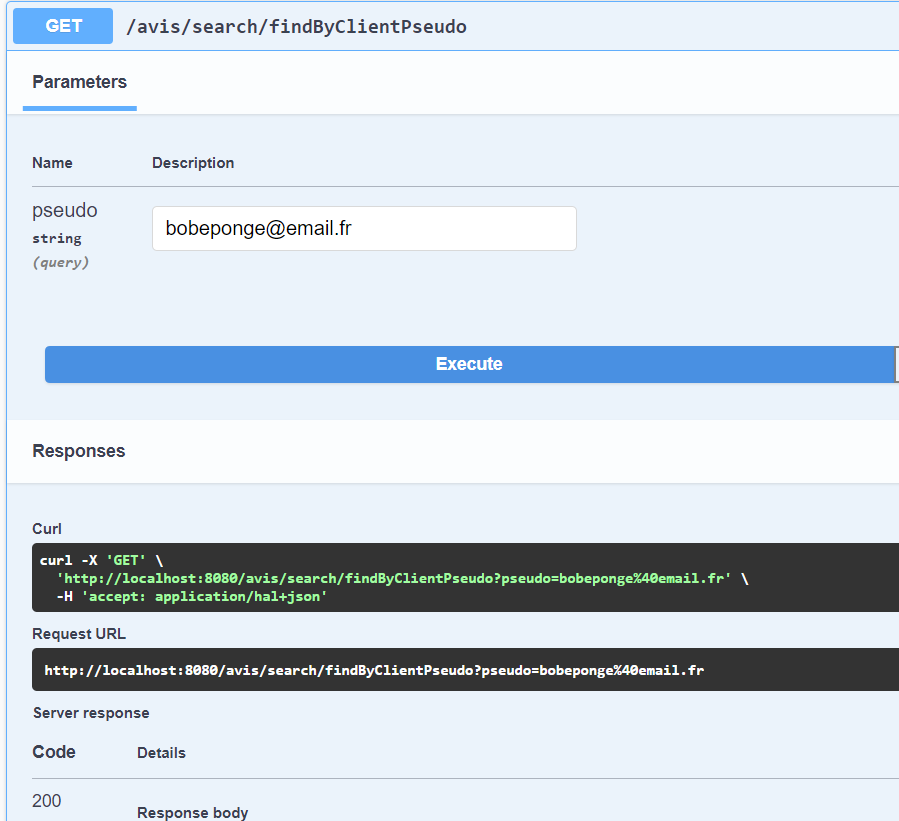 GET /avis/search/findByClientPseudo
Parameters
Name Description
pseudo
string
(query)
bobeponge@email.fr
Execute
Responses
Curl
curl -X 'GET' \
'http://localhost:8080/avis/search/findByClientPseudo?pseudo=bobeponge%40email.fr' \
-H 'accept: application/hal+json'
Request URL
http://localhost:8080/avis/search/findByClientPseudo?pseudo=bobeponge%40email.fr
Server response
Code Details
200
Response body